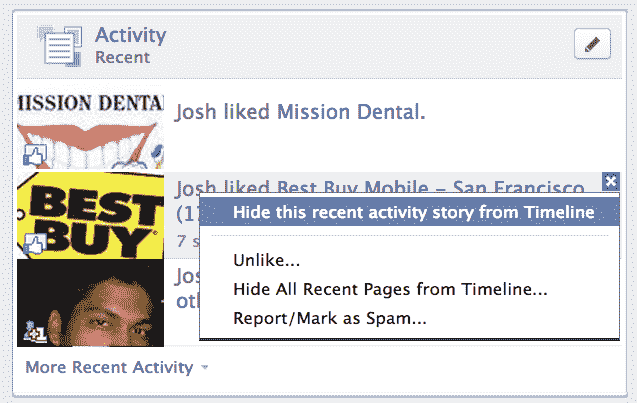 Activity
Recent
MISSION DENTA
Josh liked Mission Dental.
BEST
BUY
Josh liked Best Buy Mobile – San Francisco
(1
7 s
Hide this recent activity story from Timeline
Unlike...
Hide All Recent Pages from Timeline...
Report/Mark as Spam...
Jos
oth
+1
More Recent Activity